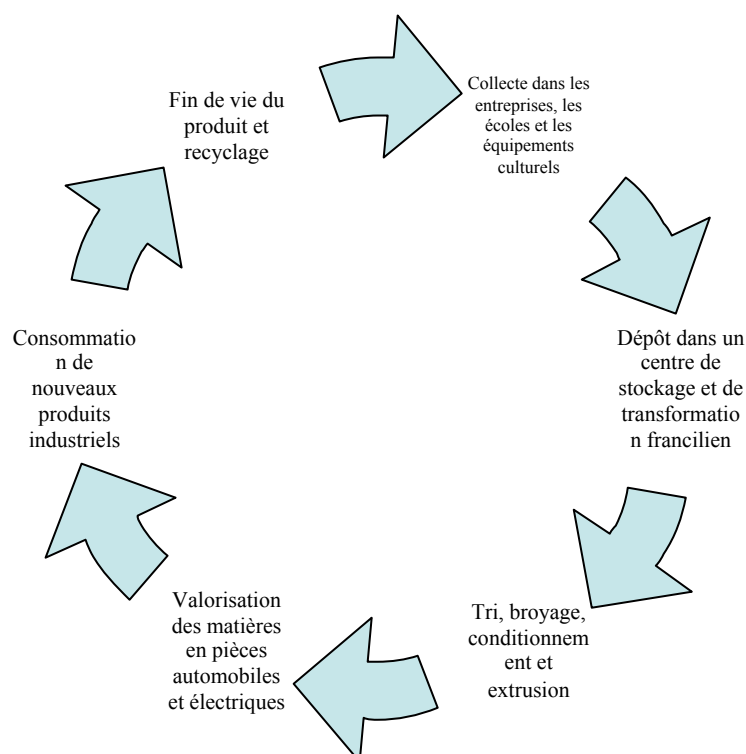 Fin de vie du
produit et
recyclage
Collecte dans les
entreprises, les
écoles et les
équipements
culturels
Dépôt dans un
centre de
stockage et de
transformatio
n francilien
Tri, broyage,
conditionnem
ent et
extrusion
Valorisation
des matières
en pièces
automobiles
et électriques
Consommatio
n de
nouveaux
produits
industriels